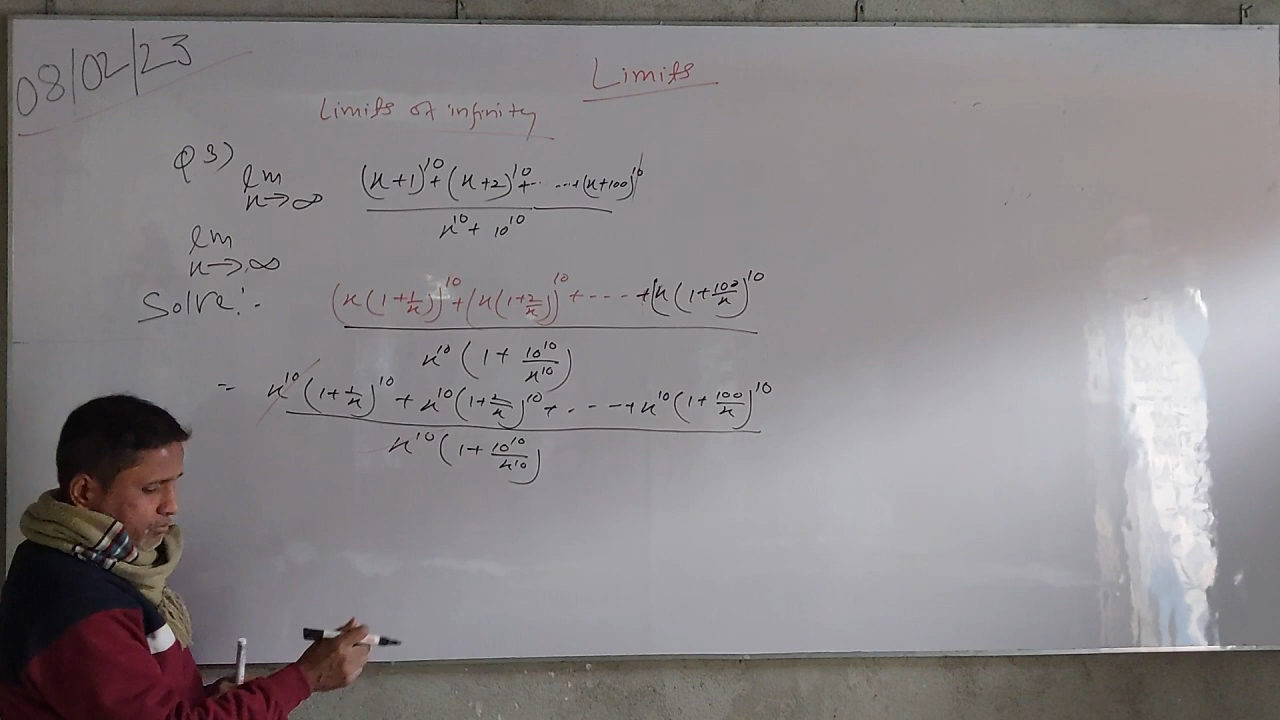 08/02/23
Limits
Limits of infinity
Q 3) lim x→∞ ((x+1)^10 + (x+2)^10 + ... + (x+100)^10) / (x^10 + 10^10)
lim x→∞
Solve:- ((x(1+1/x))^10 + (x(1+2/x))^10 + ---- + (x(1+100/x)^10) / (x^10 (1 + 10^10/x^10))
= (x^10 (1+1/x)^10 + x^10 (1+2/x)^10 + ---- + x^10 (1+100/x)^10) / (x^10 (1 + 10^10/x^10))